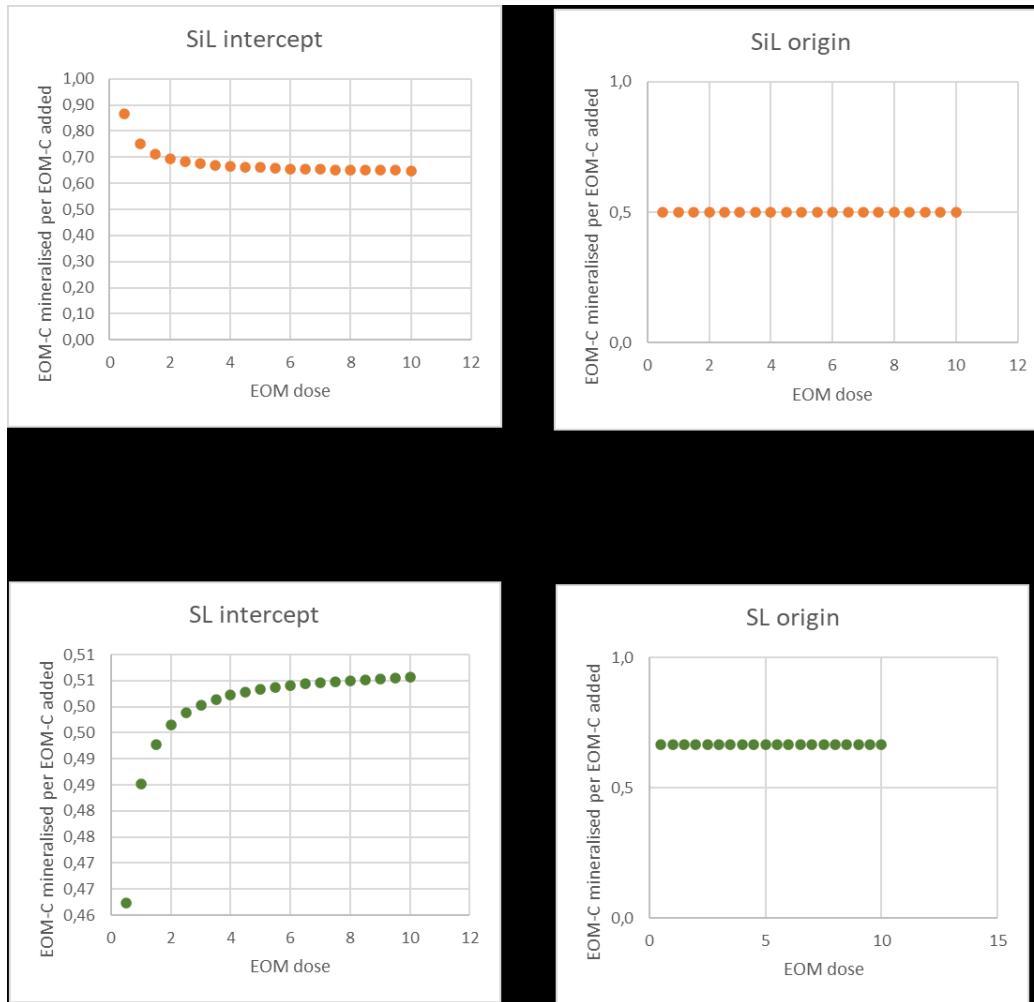 SiL intercept
EOM-C mineralised per EOM-C added
1,00
0,90
0,80
0,70
0,60
0,50
0,40
0,30
0,20
0,10
0,00
0 2 4 6 8 10 12
EOM dose
SiL origin
EOM-C mineralised per EOM-C added
1,0
0,5
0,0
0 2 4 6 8 10 12
EOM dose
SL intercept
EOM-C mineralised per EOM-C added
0,51
0,51
0,50
0,50
0,49
0,49
0,48
0,48
0,47
0,47
0,46
0 2 4 6 8 10 12
EOM dose
SL origin
EOM-C mineralised per EOM-C added
1,0
0,5
0,0
0 5 10 15
EOM dose